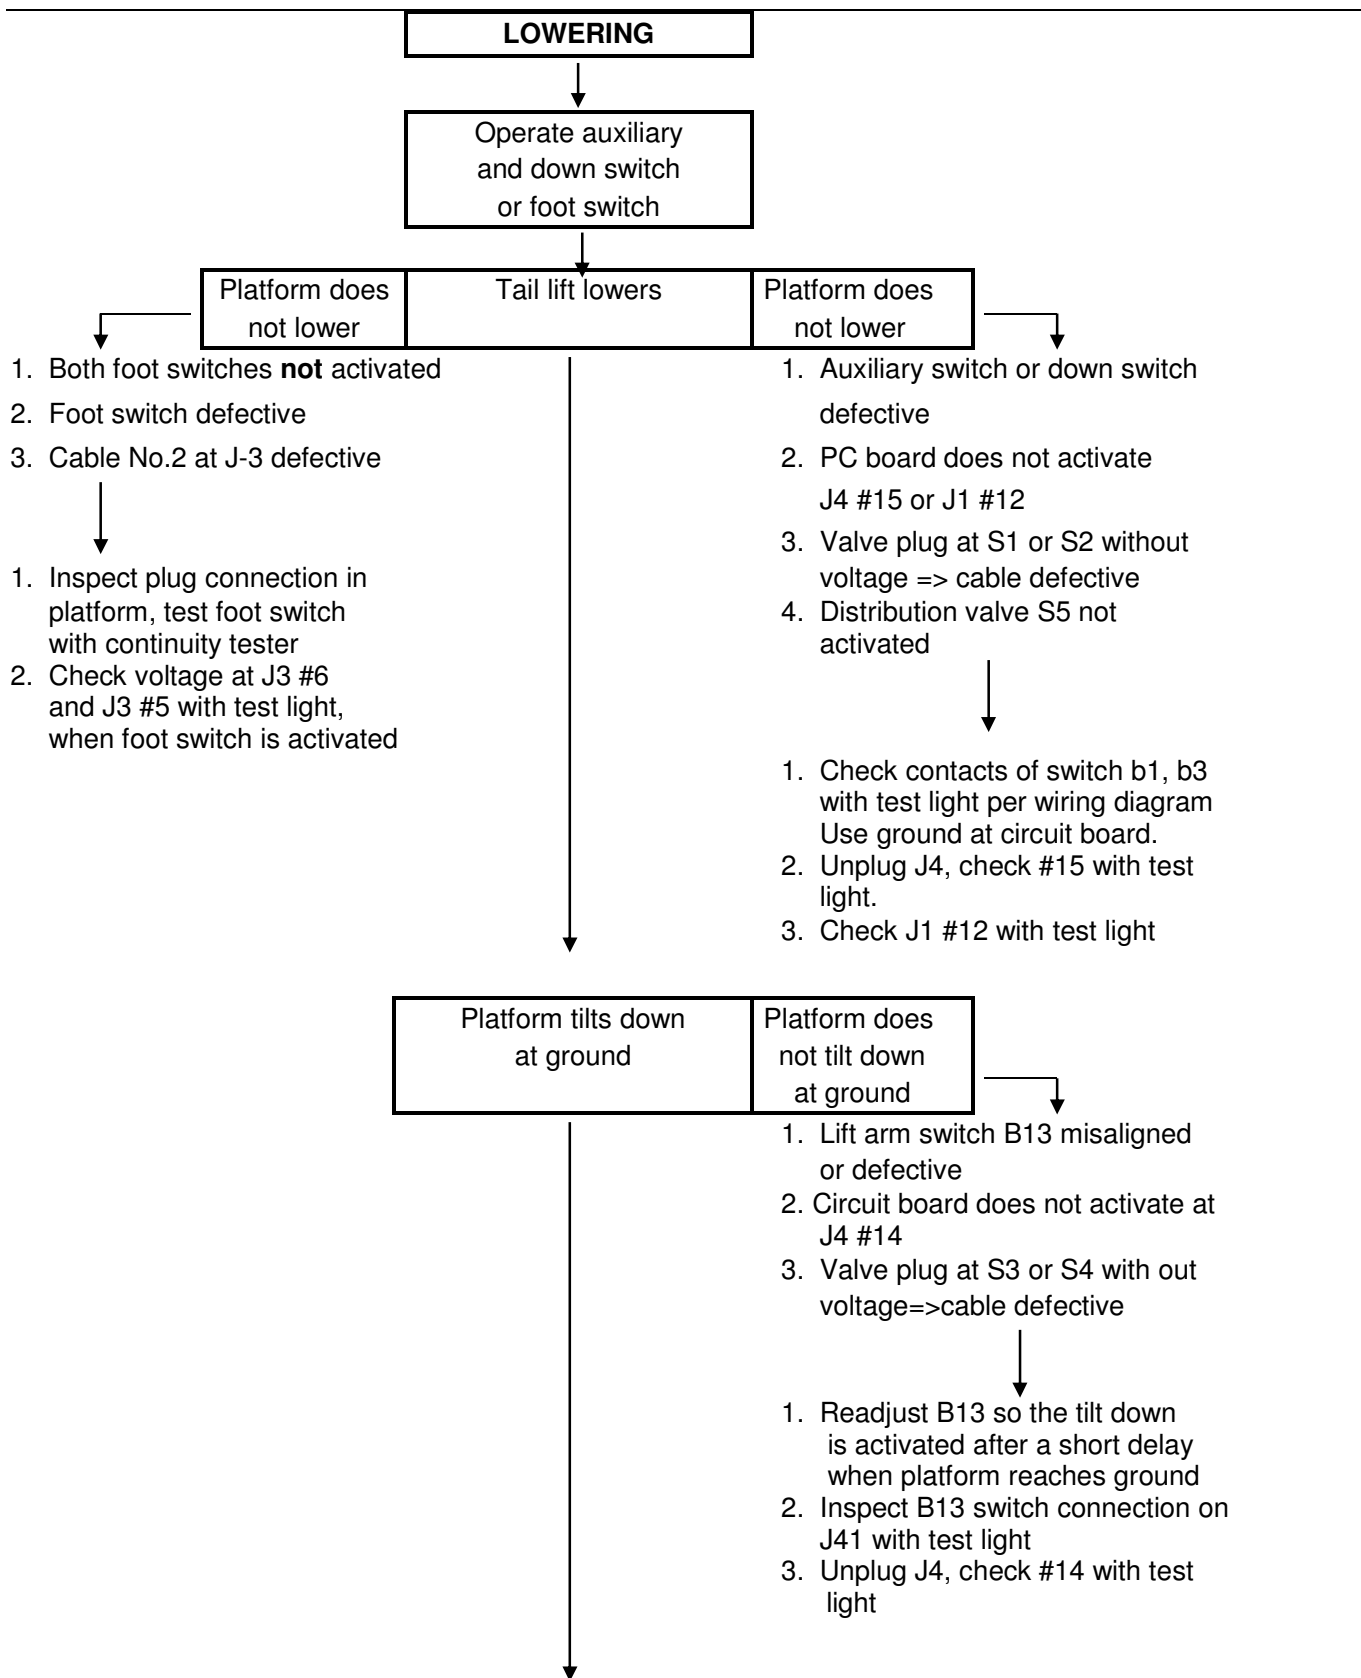 LOWERING
Operate auxiliary
and down switch
or foot switch
Platform does
not lower
Tail lift lowers
Platform does
not lower
1. Both foot switches not activated
2. Foot switch defective
3. Cable No.2 at J-3 defective
1. Inspect plug connection in
platform, test foot switch
with continuity tester
2. Check voltage at J3 #6
and J3 #5 with test light,
when foot switch is activated
1. Auxiliary switch or down switch
defective
2. PC board does not activate
J4 #15 or J1 #12
3. Valve plug at S1 or S2 without
voltage => cable defective
4. Distribution valve S5 not
activated
1. Check contacts of switch b1, b3
with test light per wiring diagram
Use ground at circuit board.
2. Unplug J4, check #15 with test
light.
3. Check J1 #12 with test light
Platform tilts down
at ground
Platform does
not tilt down
at ground
1. Lift arm switch B13 misaligned
or defective
2. Circuit board does not activate at
J4 #14
3. Valve plug at S3 or S4 with out
voltage=>cable defective
1. Readjust B13 so the tilt down
is activated after a short delay
when platform reaches ground
2. Inspect B13 switch connection on
J41 with test light
3. Unplug J4, check #14 with test
light